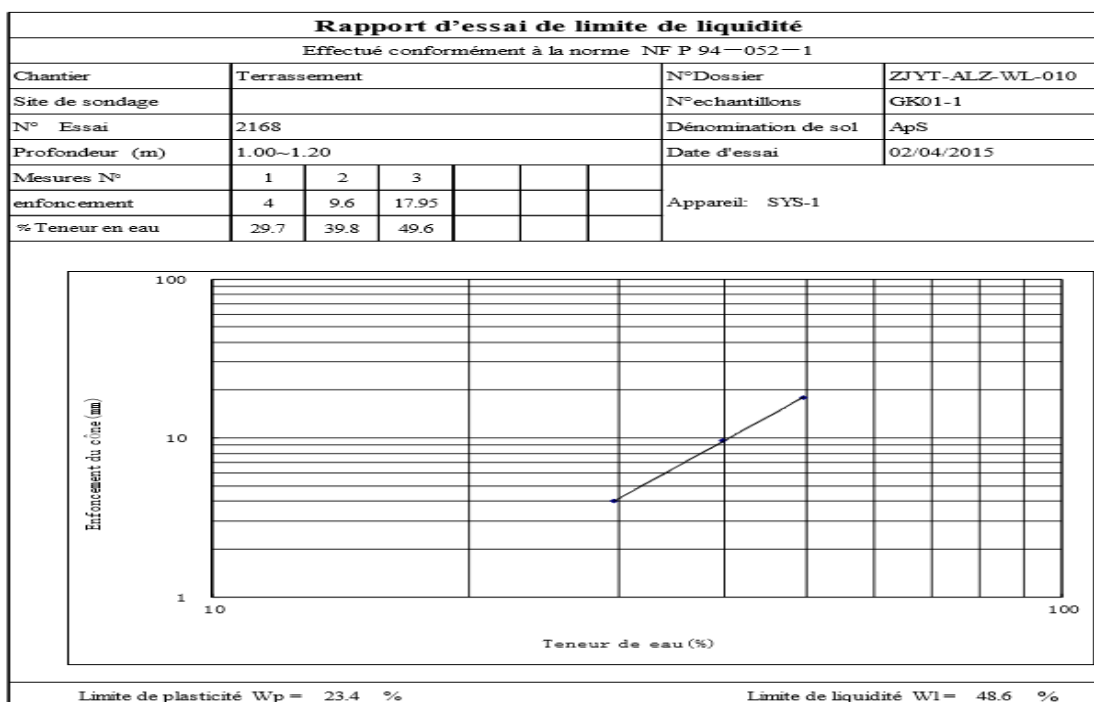 Rapport d'essai de limite de liquidité
Effectué conformément à la norme NF P 94－052－1
Chantier Terrassement N°Dossier ZJYT-ALZ-WL-010
Site de sondage N°echantillons GK01-1
N° Essai 2168 Dénomination de sol ApS
Profondeur (m) 1.00~1.20 Date d'essai 02/04/2015
Mesures N° 1 2 3
enfoncement 4 9.6 17.95 Appareil: SYS-1
% Teneur en eau 29.7 39.8 49.6
100
10
1
Enfoncement du cône(mm)
10 100
Teneur de eau(%)
Limite de plasticité Wp = 23.4 % Limite de liquidité Wl = 48.6 %